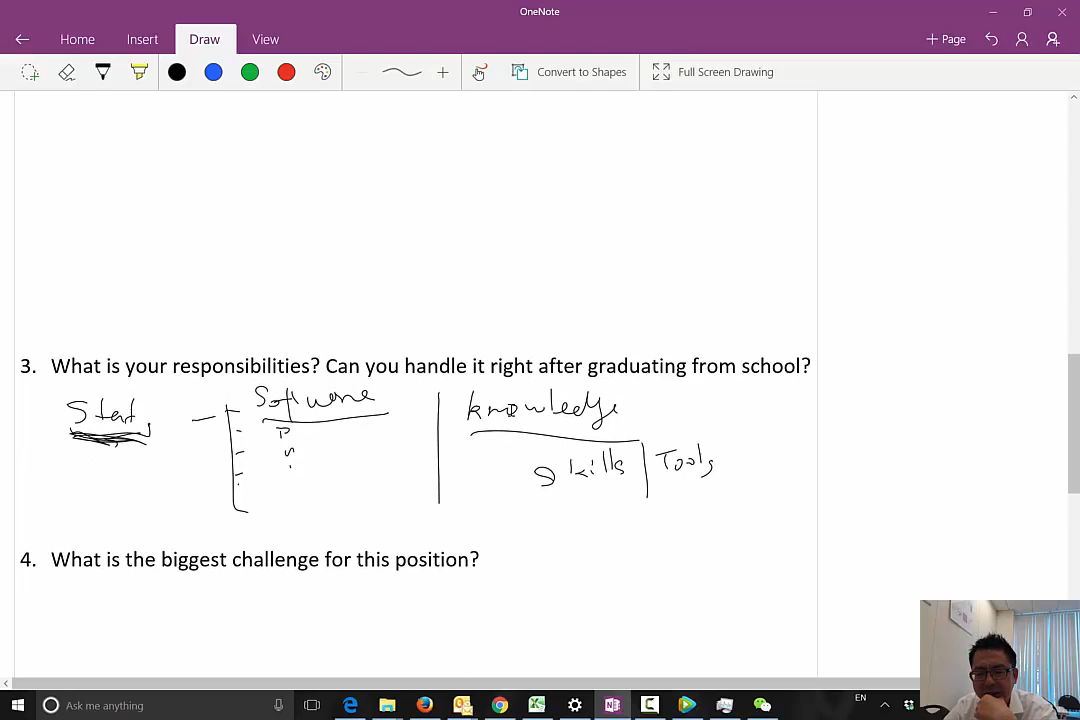 OneNote
Home Insert Draw View
Page
Convert to Shapes Full Screen Drawing
3. What is your responsibilities? Can you handle it right after graduating from school?
Start Software knowledge
P
S
skills Tools
4. What is the biggest challenge for this position?
EN
Ask me anything